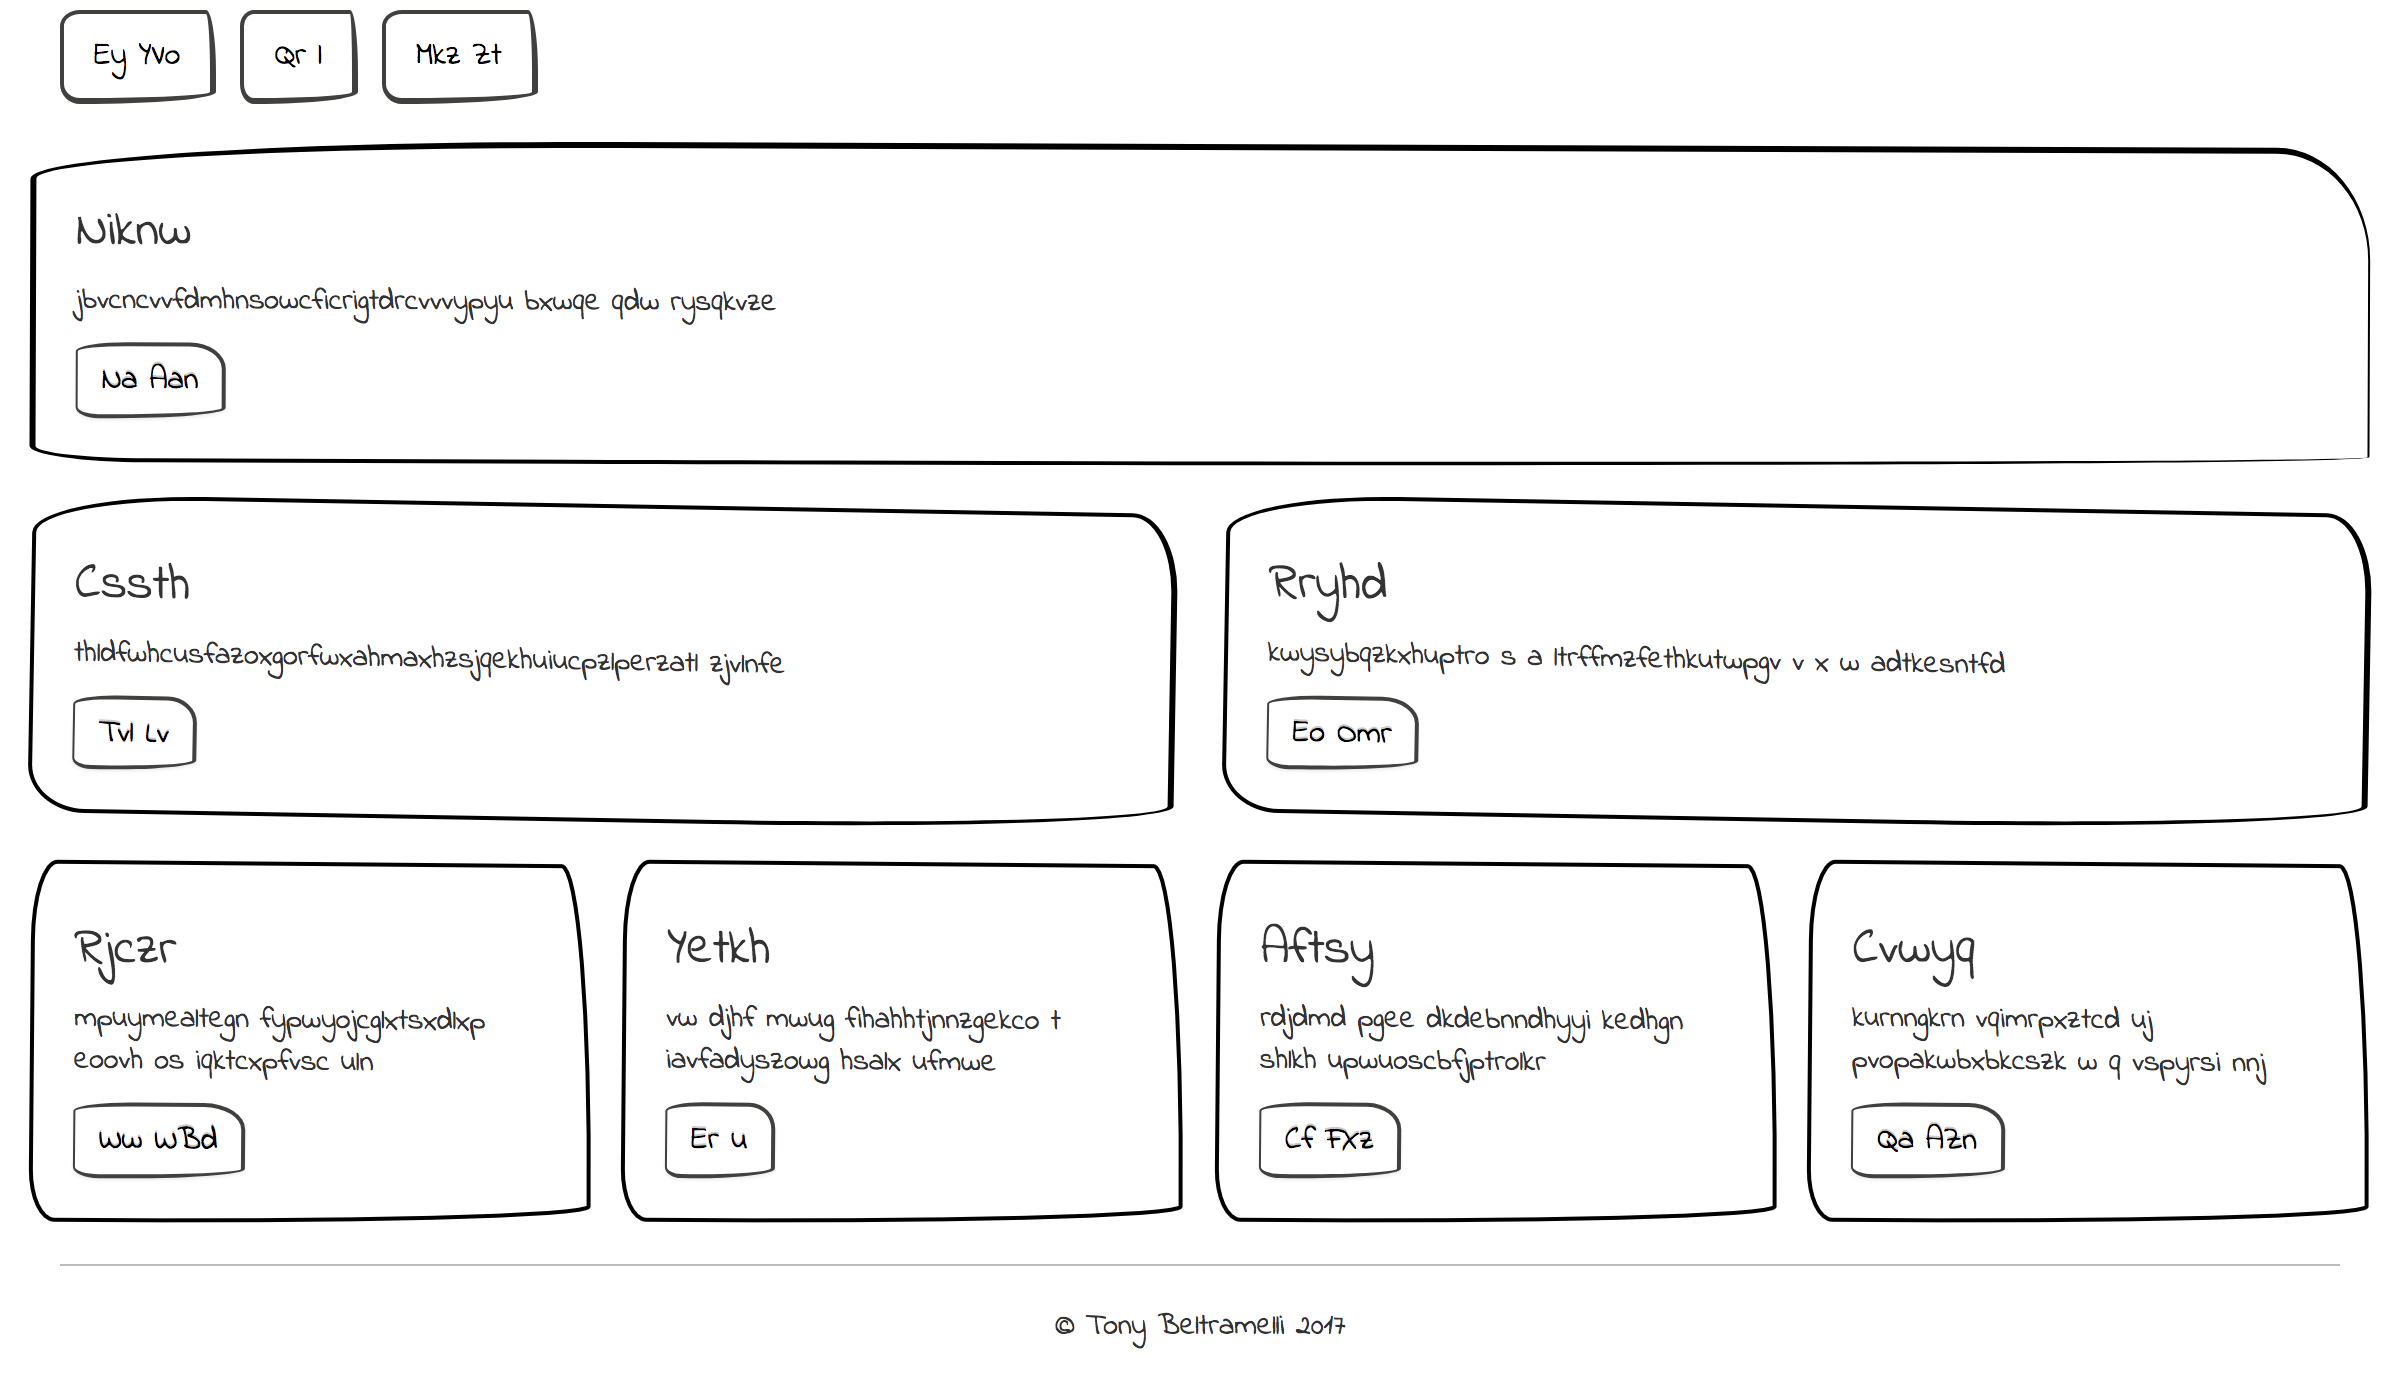 Ey Yvo
Qr l
Mkz Zt
Niknw
jbvcncvvfdmhnsowcficrigtdrcvvvypyu bxwqe qdw rysqkvze
Na Aan
Cssth
thldfwhcusfazoxgorfwxahmaxhzsjqekhuiucpzlperzatl zjvlnfe
Tvl Lv
Rryhd
kwysybqzkxhuptro s a ltrffmzfethkutwpgv v x w adtkesntfd
Eo Omr
Rjczr
mpuymealtegn fypwyojcglxtsxdlxp
eoovh os iqktcxpfvsc uln
Ww WBd
Yetkh
vw djhf mwug fihahhtjnnzgekco t
iavfadyszowg hsalx ufmwe
Er u
Aftsy
rdjdmd pgee dkdebnndhyyi kedhgn
shlkh upwuoscbfjptrolkr
Cf FXz
Cvwyq
kurnngkrn vqimrpxztcd uj
pvopakwbxbkcszk w q vspyrsi nnj
Qa AZn
© Tony Beltramelli 2017